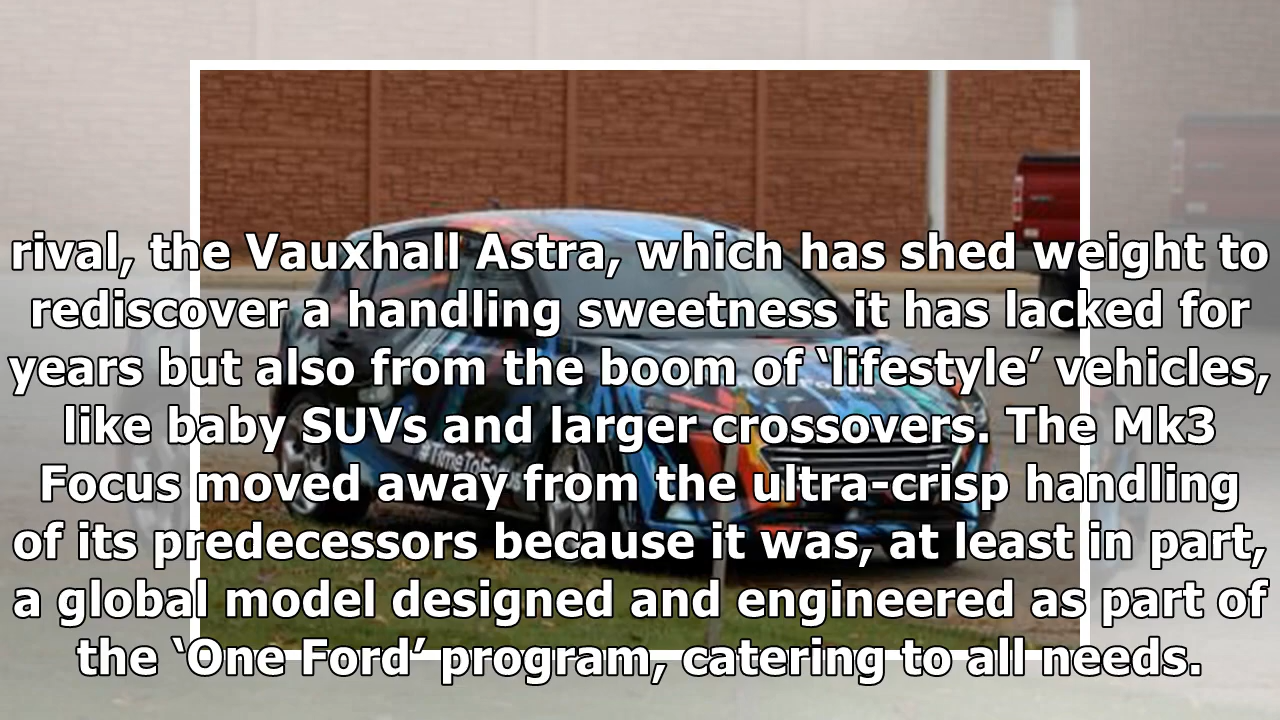 rival, the Vauxhall Astra, which has shed weight to
rediscover a handling sweetness it has lacked for
years but also from the boom of ‘lifestyle’ vehicles,
like baby SUVs and larger crossovers. The Mk3
Focus moved away from the ultra-crisp handling
of its predecessors because it was, at least in part,
a global model designed and engineered as part of
the ‘One Ford’ program, catering to all needs.
#TimeToFocus